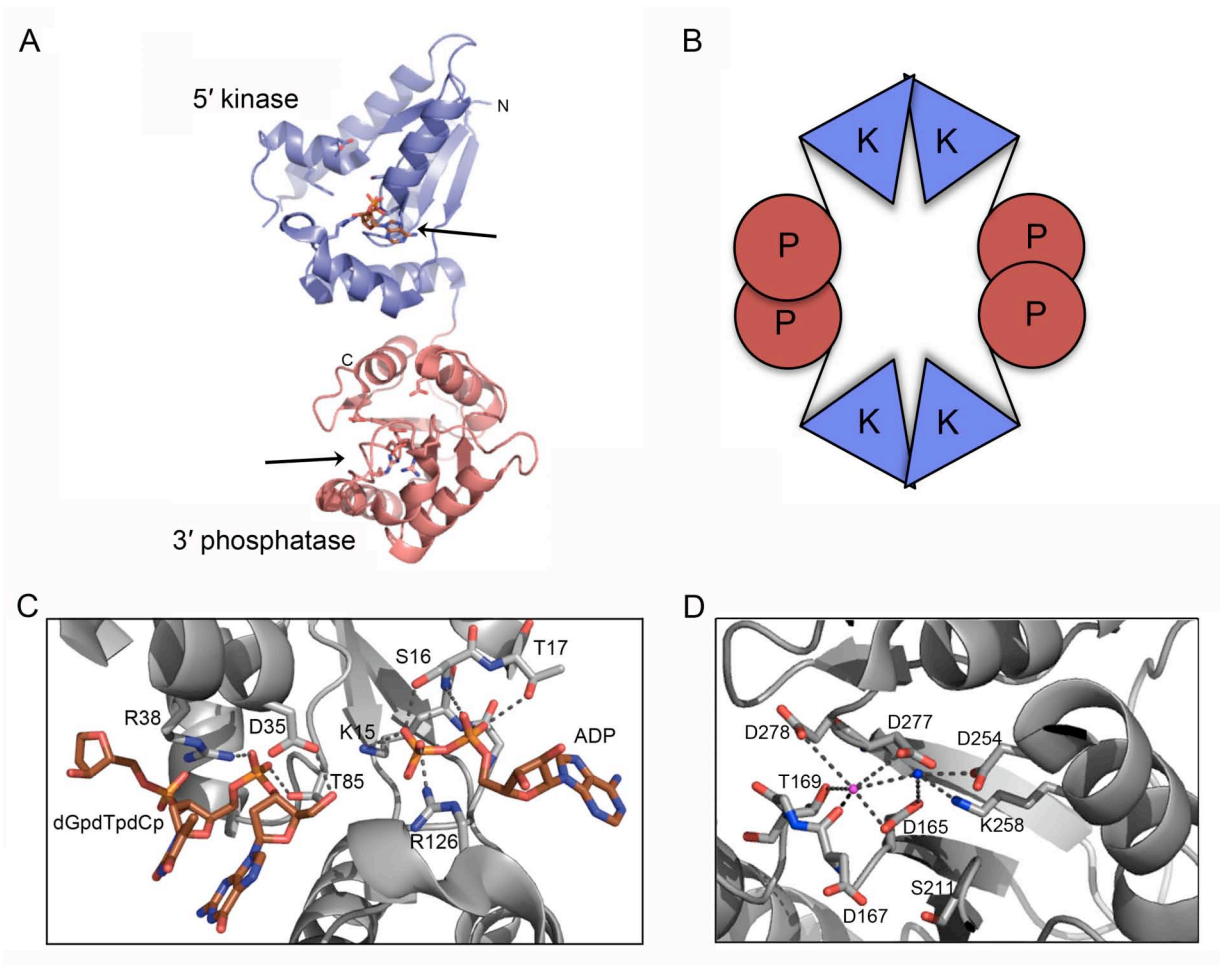 A
5′ kinase
N
C
3′ phosphatase
B
K K
P P
P P
K K
C
S16
T17
R38
D35
K15
ADP
T85
dGpdTpdCp
R126
D
D278
D277
D254
T169
D165
K258
S211
D167